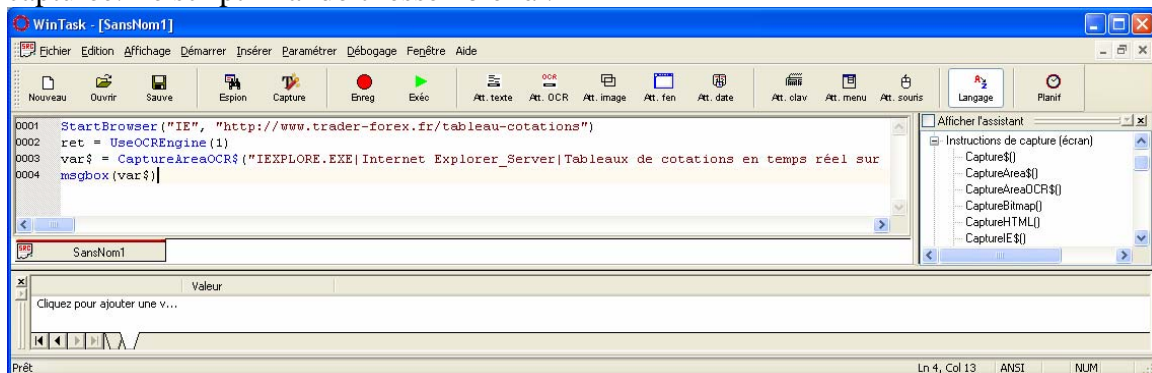 WinTask - [SansNom1]
Fichier Edition Affichage Démarrer Insérer Paramétrer Débogage Fenêtre Aide
Nouveau Ouvrir Sauve Espion Capture Enreg Exéc Att. texte Att. OCR Att. image Att. fen Att. date Att. clav Att. menu Att. souris Langage Planif
0001 StartBrowser("IE", "http://www.trader-forex.fr/tableau-cotations")
0002 ret = UseOCREngine(1)
0003 var$ = CaptureAreaOCR$("IEXPLORE.EXE|Internet Explorer_Server|Tableaux de cotations en temps réel sur
0004 msgbox(var$)
Afficher l'assistant
Instructions de capture (écran)
Capture$()
CaptureArea$()
CaptureAreaOCR$()
CaptureBitmap()
CaptureHTML()
CaptureIE$()
SansNom1
Valeur
Cliquez pour ajouter une v...
Prêt Ln 4, Col 13 ANSI NUM